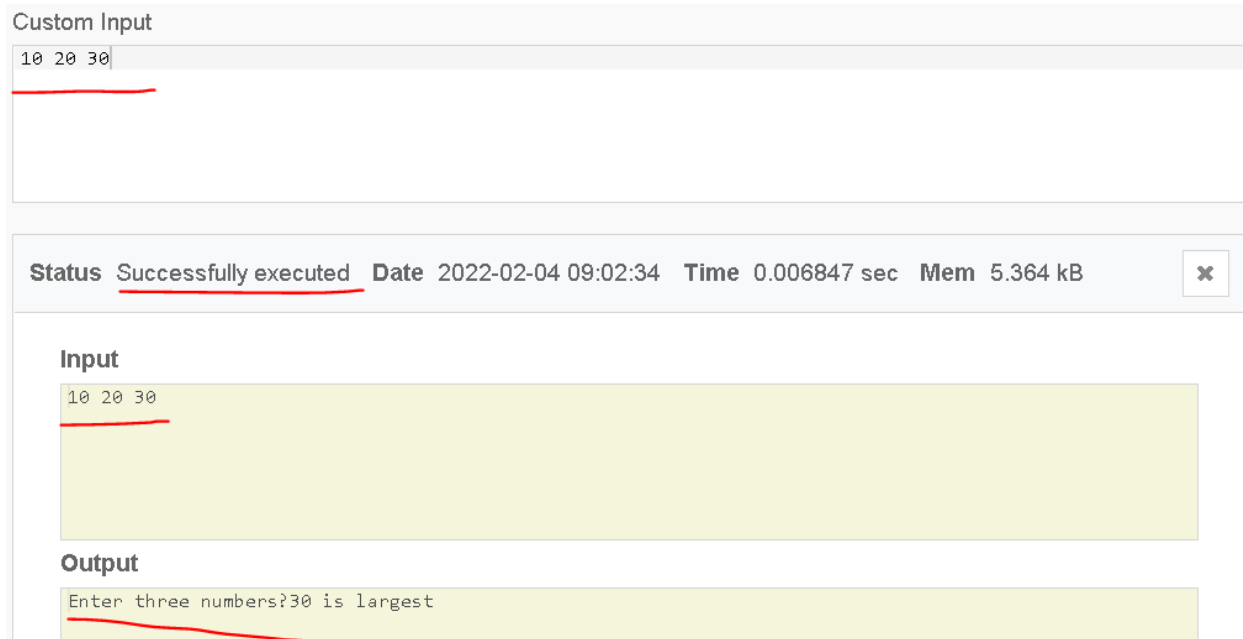 Custom Input
10 20 30
Status Successfully executed Date 2022-02-04 09:02:34 Time 0.006847 sec Mem 5.364 kB
Input
10 20 30
Output
Enter three numbers?30 is largest